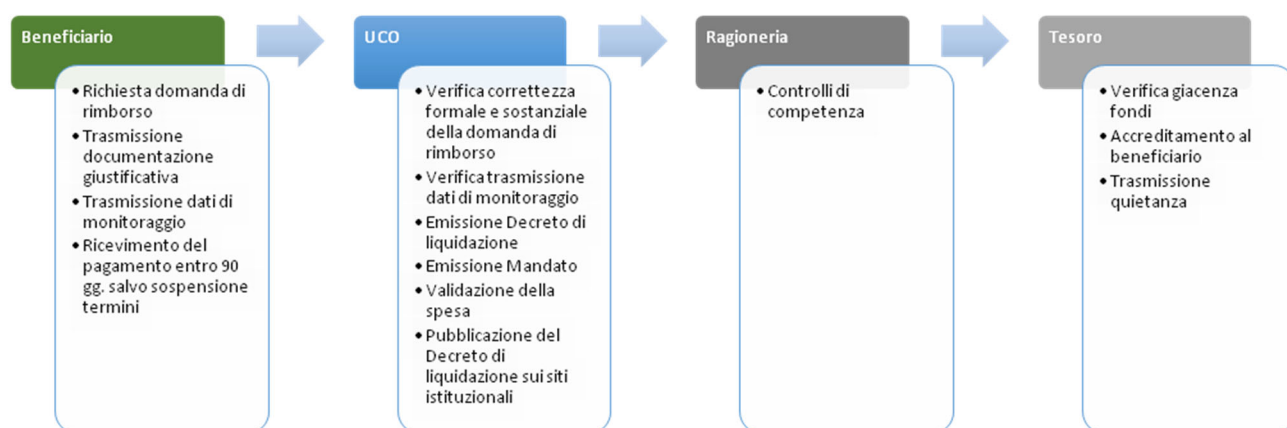 Beneficiario
• Richiesta domanda di
rimborso
• Trasmissione
documentazione
giustificativa
• Trasmissione dati di
monitoraggio
• Ricevimento del
pagamento entro 90
gg. salvo sospensione
termini
UCO
• Verifica correttezza
formale e sostanziale
della domanda di
rimborso
• Verifica trasmissione
dati di monitoraggio
• Emissione Decreto di
liquidazione
• Emissione Mandato
• Validazione della
spesa
• Pubblicazione del
Decreto di
liquidazione sui siti
istituzionali
Ragioneria
• Controlli di
competenza
Tesoro
• Verifica giacenza
fondi
• Accreditamento al
beneficiario
• Trasmissione
quietanza